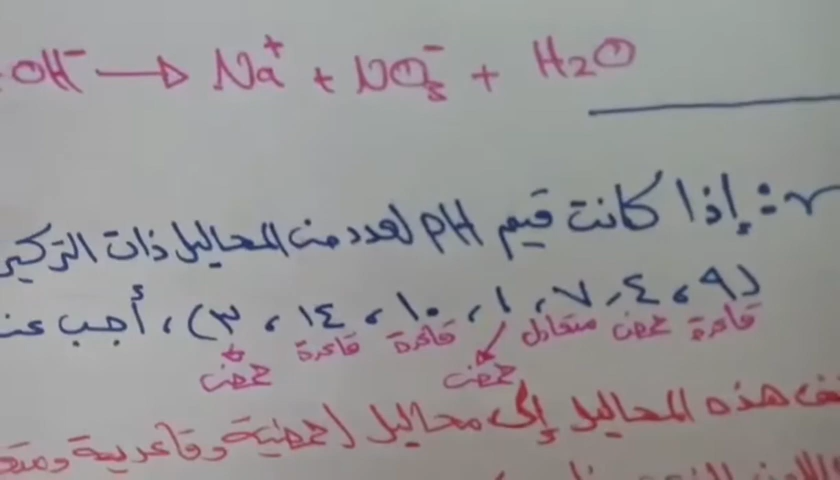 OH⁻ → Na⁺ + NO₃⁻ + H₂O
٢: إذا كانت قيم pH لعدد من المحاليل ذات التركيز
(٩ ، ٤ ، ٧ ، ١ ، ١٠ ، ١٤ ، ٣) ، أجب عن
قاعدة حمض متعادل حمض قاعدة قاعدة حمض
هذه المحاليل إلى محاليل (حمضية وقاعدية